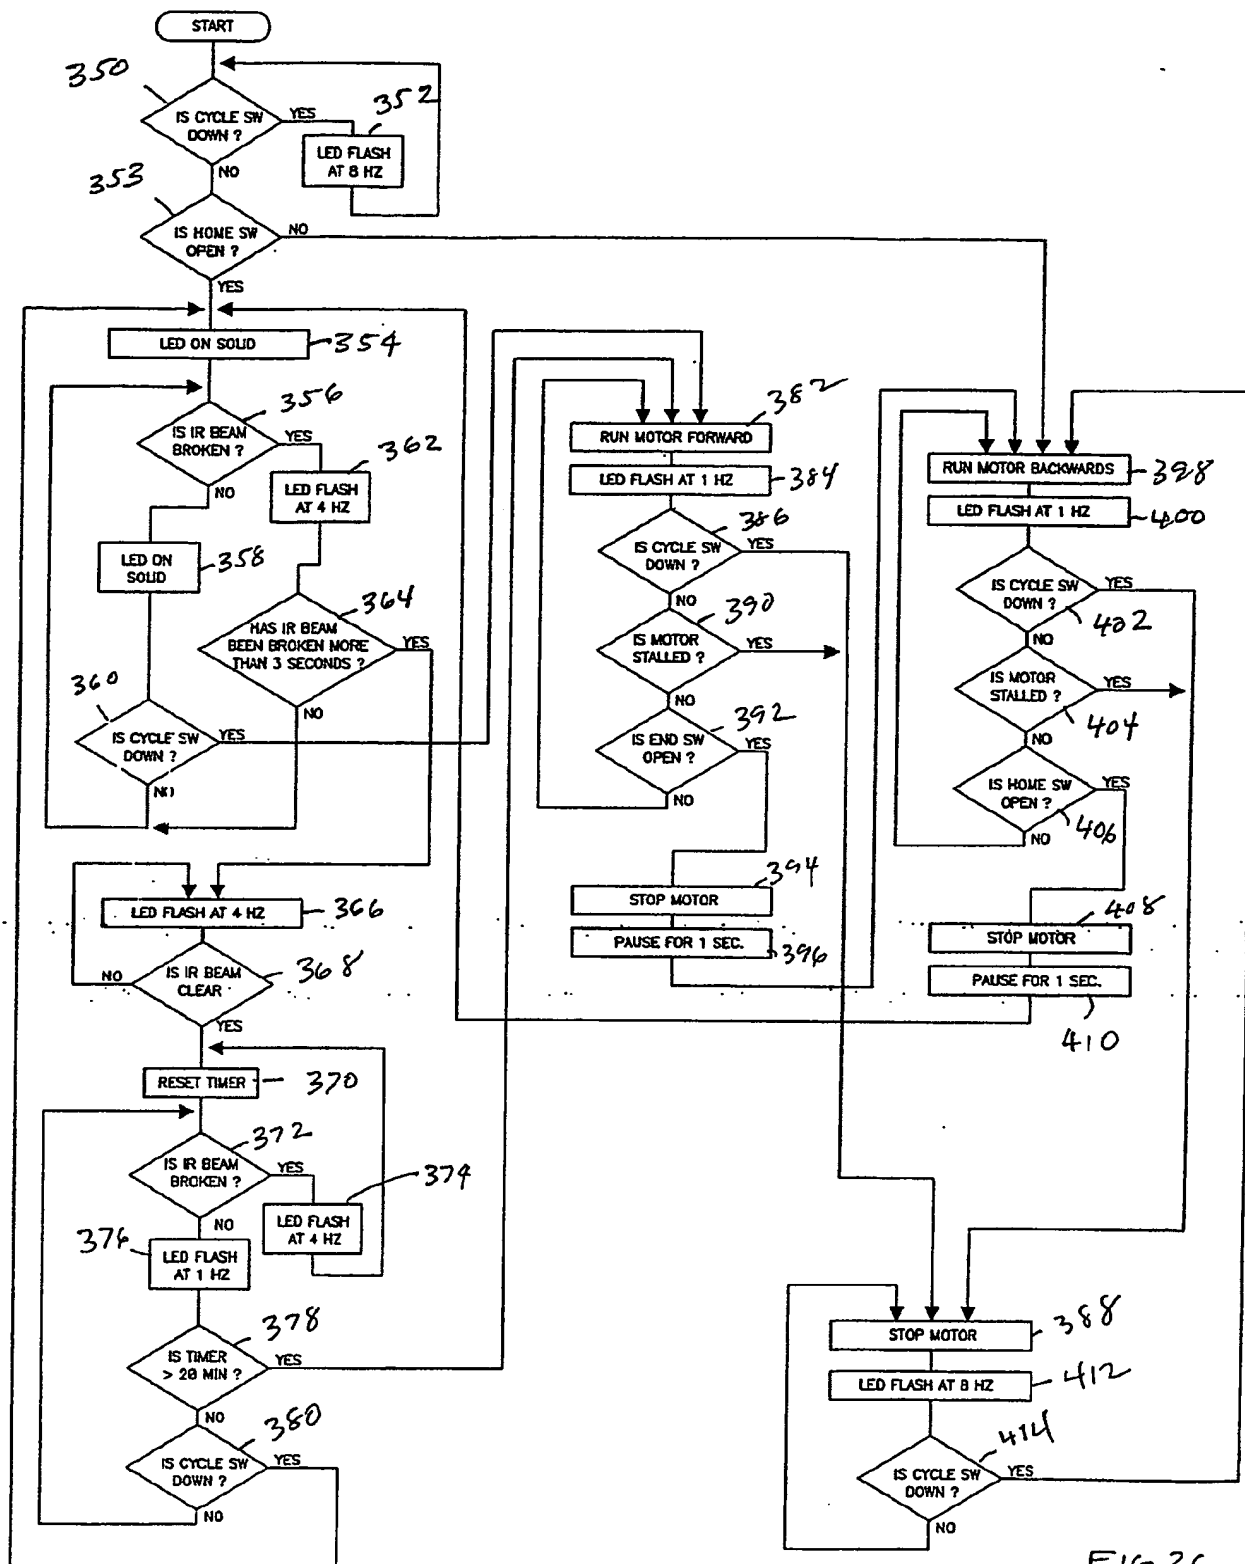 START
350
IS CYCLE SW
DOWN ?
YES
352
LED FLASH
AT 8 HZ
NO
353
IS HOME SW
OPEN ?
NO
YES
LED ON SOLID
354
356
IS IR BEAM
BROKEN ?
YES
362
LED FLASH
AT 4 HZ
NO
LED ON
SOLID
358
364
HAS IR BEAM
BEEN BROKEN MORE
THAN 3 SECONDS ?
YES
NO
360
IS CYCLE SW
DOWN ?
YES
NO
LED FLASH AT 4 HZ
366
IS IR BEAM
CLEAR
368
NO
YES
RESET TIMER
370
372
IS IR BEAM
BROKEN ?
YES
374
LED FLASH
AT 4 HZ
NO
376
LED FLASH
AT 1 HZ
378
IS TIMER
> 20 MIN ?
YES
NO
380
IS CYCLE SW
DOWN ?
YES
NO
382
RUN MOTOR FORWARD
LED FLASH AT 1 HZ
384
386
IS CYCLE SW
DOWN ?
YES
NO
390
IS MOTOR
STALLED ?
YES
NO
392
IS END SW
OPEN ?
YES
NO
394
STOP MOTOR
PAUSE FOR 1 SEC.
396
RUN MOTOR BACKWARDS
398
LED FLASH AT 1 HZ
400
IS CYCLE SW
DOWN ?
YES
402
NO
IS MOTOR
STALLED ?
YES
404
NO
IS HOME SW
OPEN ?
YES
406
NO
408
STOP MOTOR
PAUSE FOR 1 SEC.
410
STOP MOTOR
388
LED FLASH AT 8 HZ
412
414
IS CYCLE SW
DOWN ?
YES
NO
FIG. 26